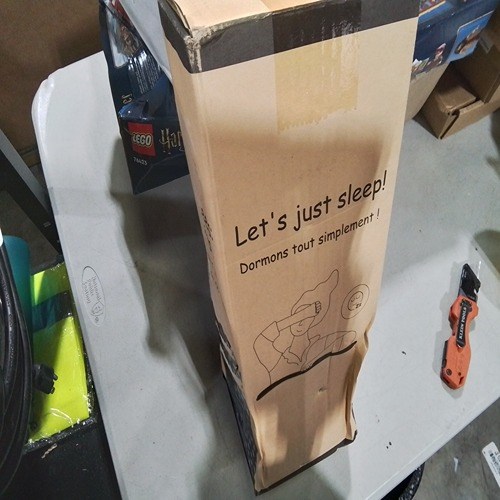 Let's just sleep!
Dormons tout simplement !
LEGO